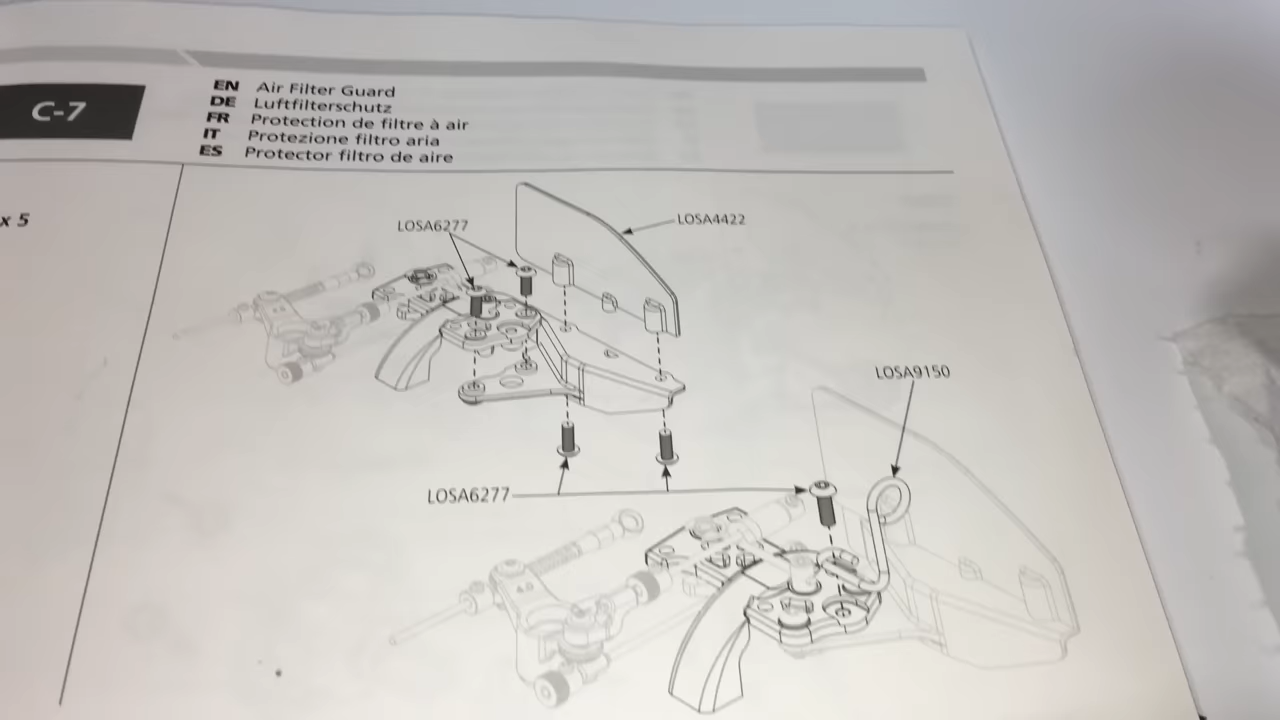 C-7
EN Air Filter Guard
DE Luftfilterschutz
FR Protection de filtre à air
IT Protezione filtro aria
ES Protector filtro de aire
x 5
LOSA6277
LOSA4422
LOSA9150
LOSA6277